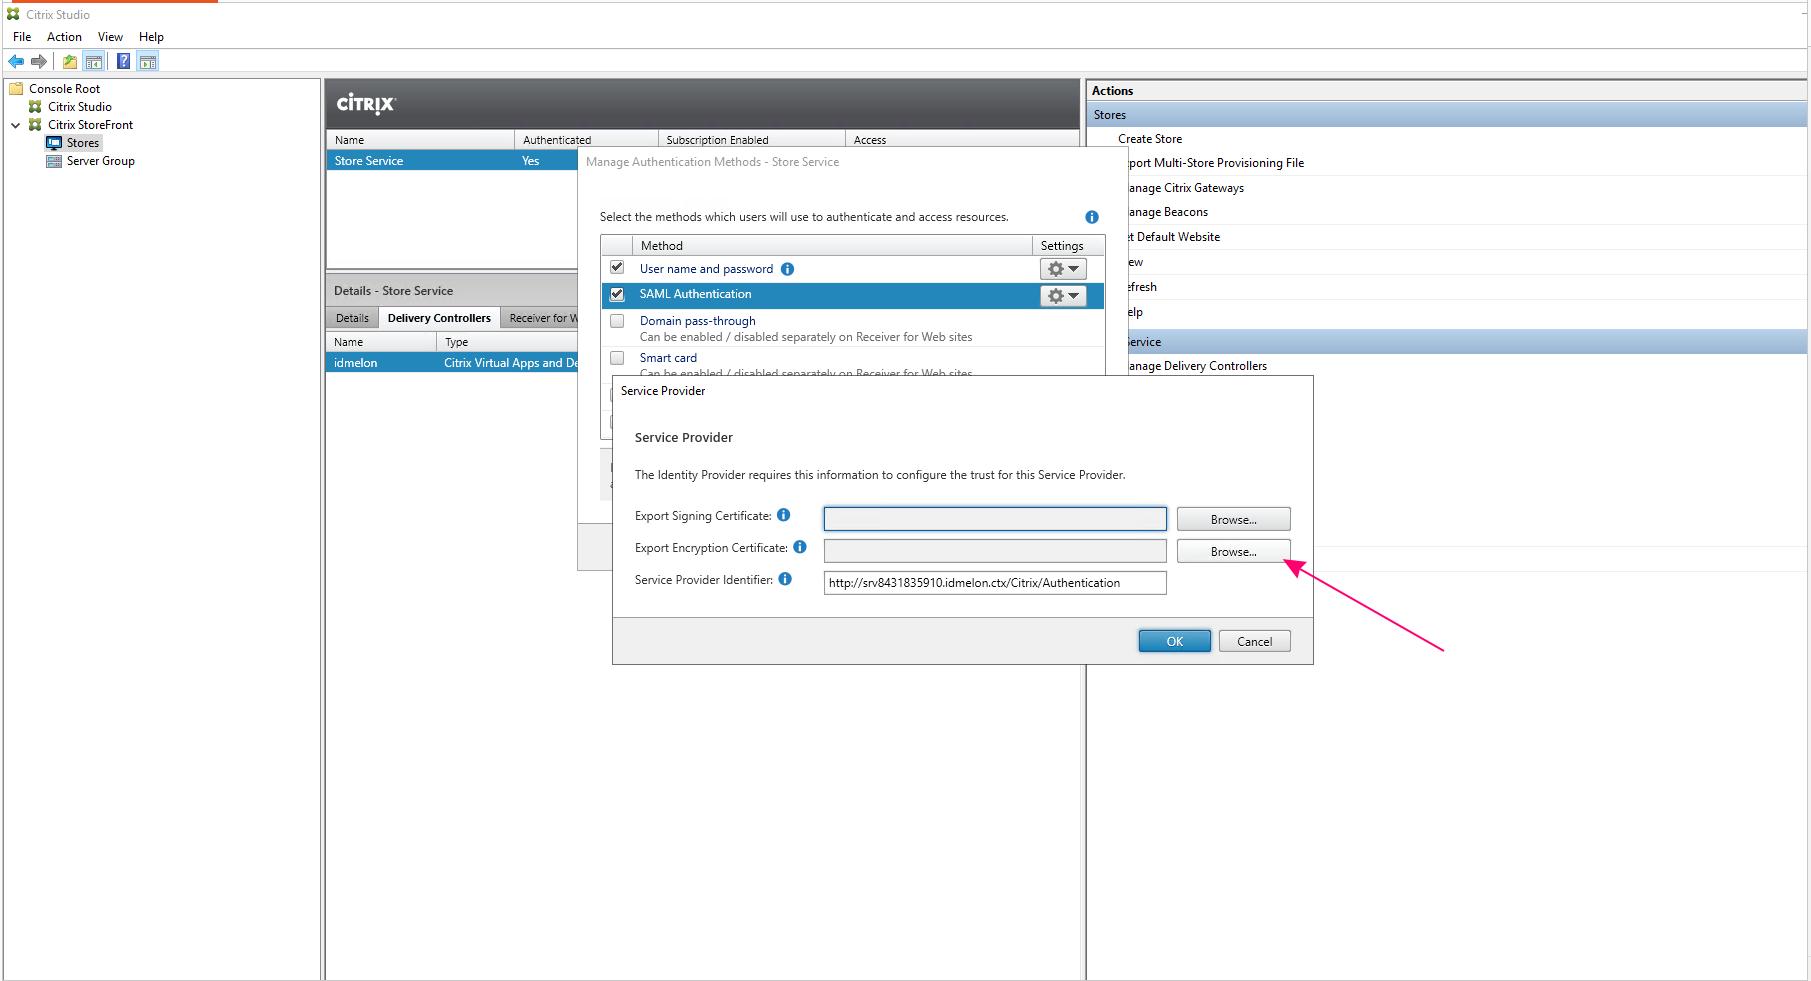 Citrix Studio
File Action View Help
Console Root
Citrix Studio
Citrix StoreFront
Stores
Server Group
CİTRIX
Name Authenticated Subscription Enabled Access
Store Service Yes
Details - Store Service
Details Delivery Controllers Receiver for W
Name Type
idmelon Citrix Virtual Apps and De
Manage Authentication Methods - Store Service
Select the methods which users will use to authenticate and access resources.
Method Settings
User name and password
SAML Authentication
Domain pass-through
Can be enabled / disabled separately on Receiver for Web sites
Smart card
Can be enabled / disabled separately on Receiver for Web sites
Service Provider
Service Provider
The Identity Provider requires this information to configure the trust for this Service Provider.
Export Signing Certificate: Browse...
Export Encryption Certificate: Browse...
Service Provider Identifier: http://srv8431835910.idmelon.ctx/Citrix/Authentication
OK Cancel
Actions
Stores
Create Store
xport Multi-Store Provisioning File
anage Citrix Gateways
anage Beacons
et Default Website
ew
efresh
elp
ervice
anage Delivery Controllers